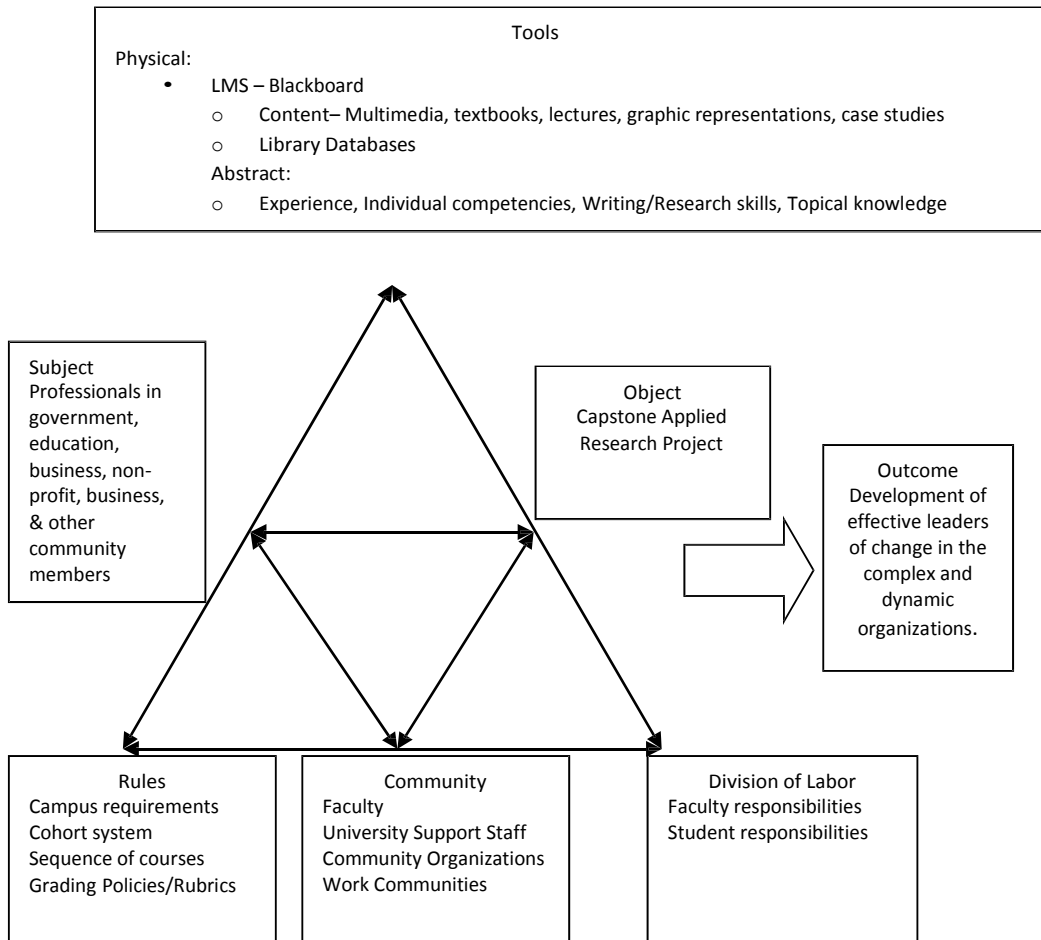 Tools
Physical:
• LMS – Blackboard
o Content– Multimedia, textbooks, lectures, graphic representations, case studies
o Library Databases
Abstract:
o Experience, Individual competencies, Writing/Research skills, Topical knowledge
Subject
Professionals in
government,
education,
business, non-
profit, business,
& other
community
members
Object
Capstone Applied
Research Project
Outcome
Development of
effective leaders
of change in the
complex and
dynamic
organizations.
Rules
Campus requirements
Cohort system
Sequence of courses
Grading Policies/Rubrics
Community
Faculty
University Support Staff
Community Organizations
Work Communities
Division of Labor
Faculty responsibilities
Student responsibilities